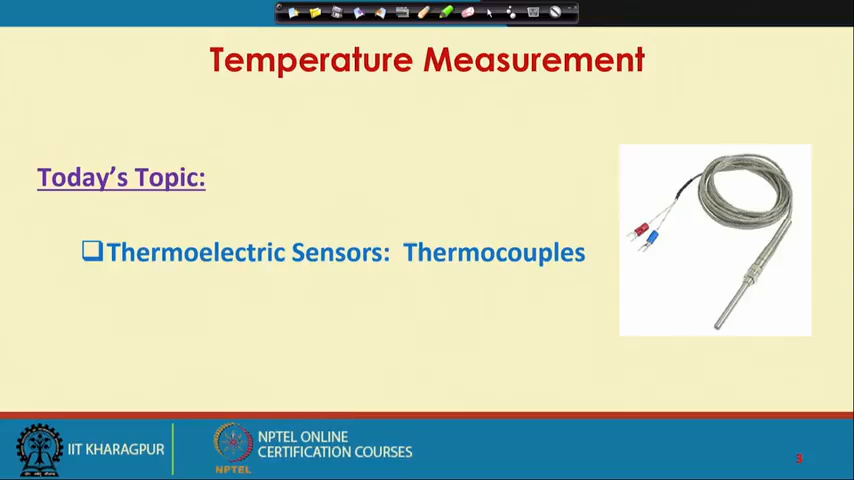 Temperature Measurement
Today's Topic:
❑Thermoelectric Sensors: Thermocouples
IIT KHARAGPUR
NPTEL
NPTEL ONLINE
CERTIFICATION COURSES
3